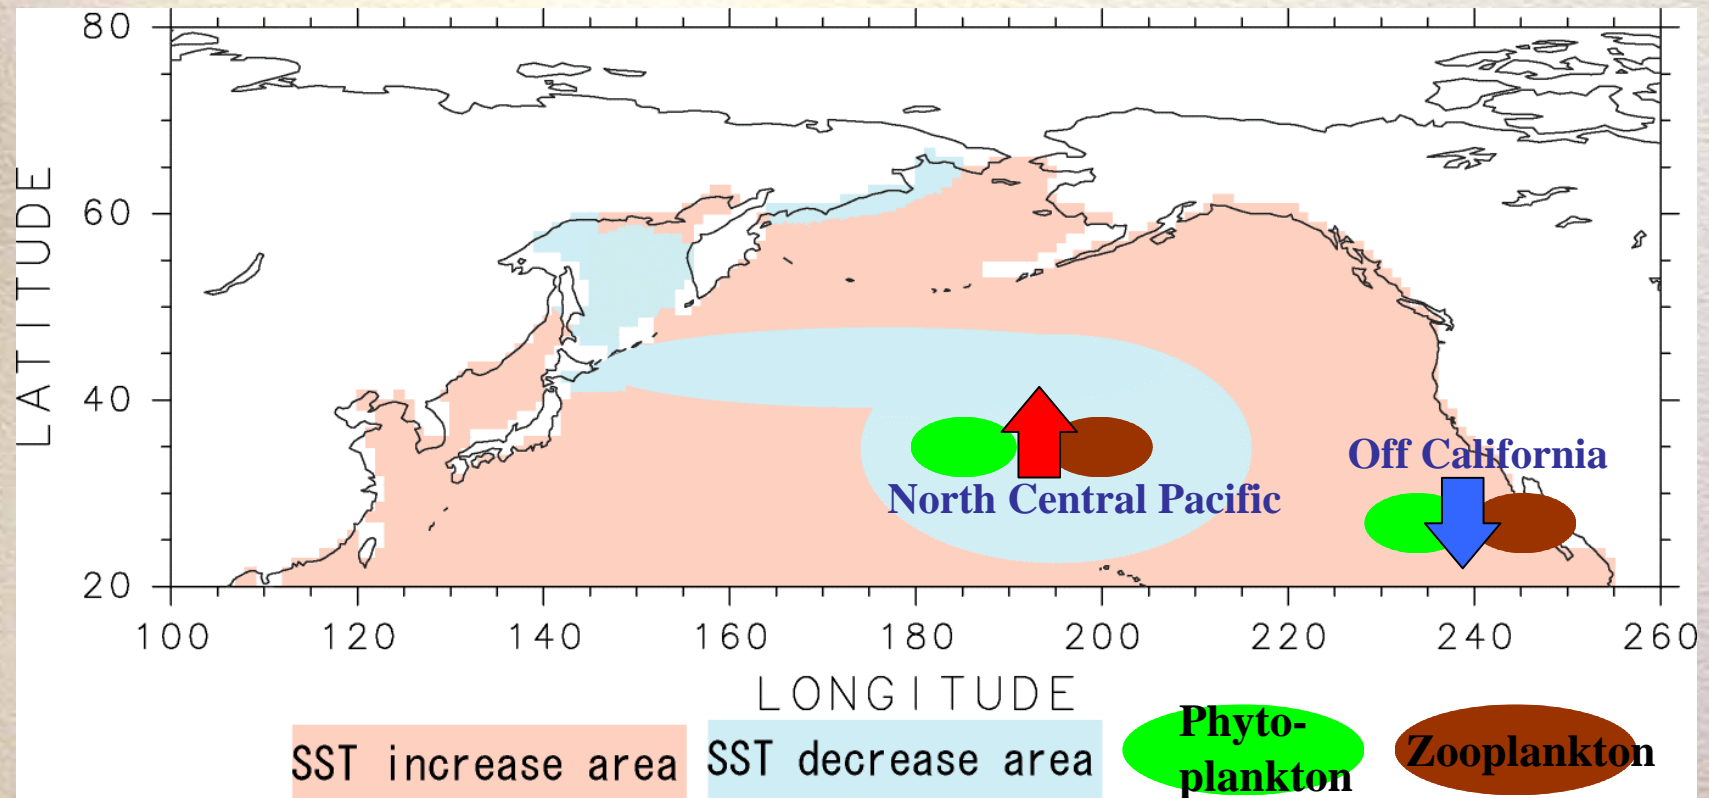 80
60
40
20
LATITUDE
Off California
North Central Pacific
100 120 140 160 180 200 220 240 260
LONGITUDE
SST increase area
SST decrease area
Phyto-
plankton
Zooplankton